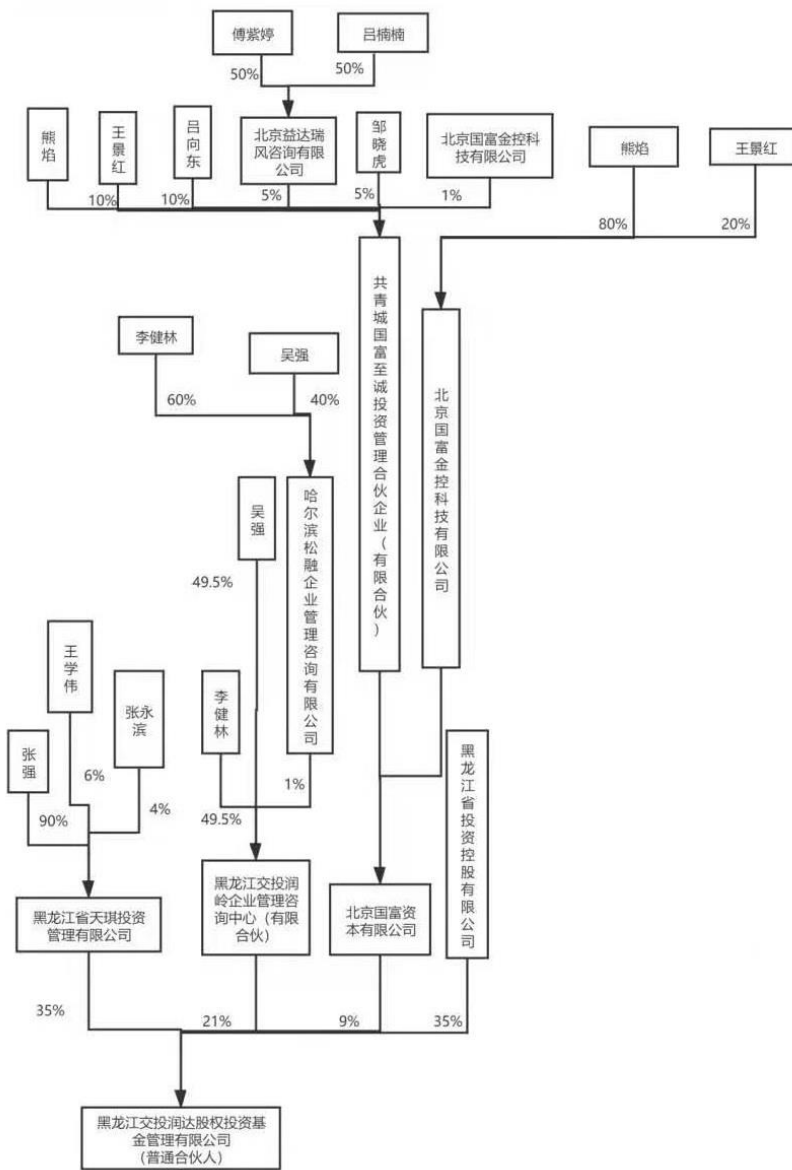 傅紫婷
吕楠楠
50%
50%
熊焰
王景红
吕向东
北京益达瑞
风咨询有限
公司
邹晓虎
北京国富金控科
技有限公司
熊焰
王景红
10%
10%
5%
5%
1%
80%
20%
共青城国富至诚投资管理合伙企业（有限合伙）
北京国富金控科技有限公司
李健林
吴强
60%
40%
吴强
哈尔滨松融企业管理咨询有限公司
49.5%
王学伟
张永滨
李健林
张强
黑龙江省投资控股有限公司
6%
1%
90%
4%
49.5%
黑龙江省天琪投资
管理有限公司
黑龙江交投润
岭企业管理咨
询中心（有限
合伙）
北京国富资
本有限公司
35%
21%
9%
35%
黑龙江交投润达股权投资基
金管理有限公司
（普通合伙人）